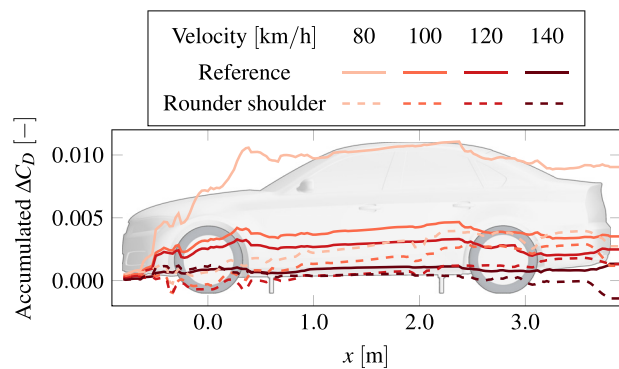 Velocity [km/h] 80 100 120 140
Reference
Rounder shoulder
Accumulated ΔC_D [−]
0.010
0.005
0.000
0.0 1.0 2.0 3.0
x [m]